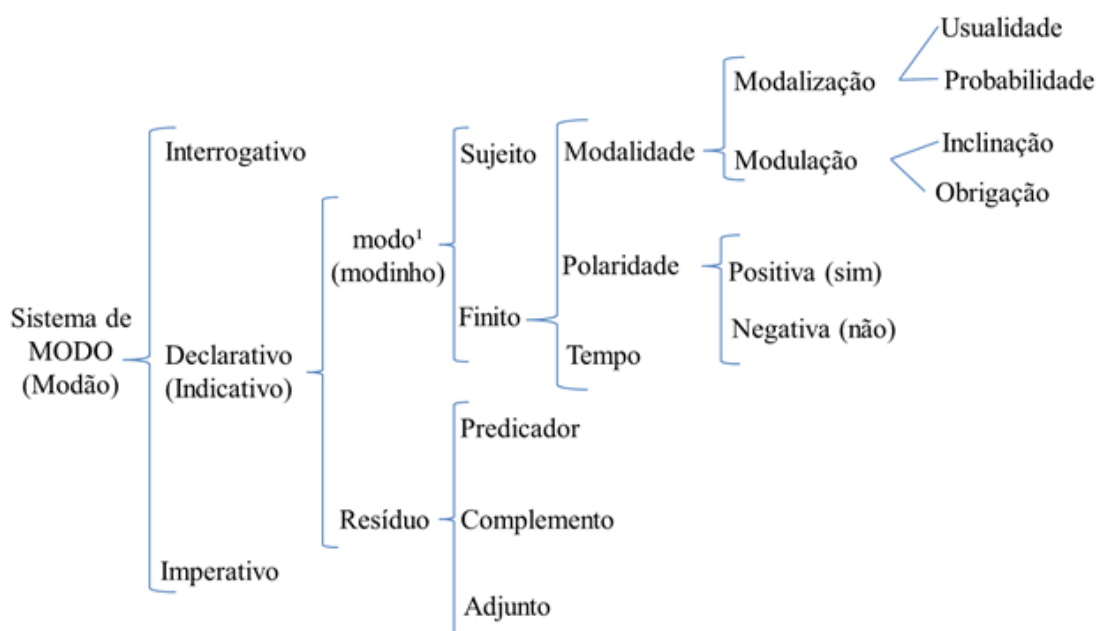 Sistema de
MODO
(Modão)
Interrogativo
Declarativo
(Indicativo)
Imperativo
modo¹
(modinho)
Resíduo
Sujeito
Finito
Predicador
Complemento
Adjunto
Modalidade
Polaridade
Tempo
Modalização
Modulação
Positiva (sim)
Negativa (não)
Usualidade
Probabilidade
Inclinação
Obrigação